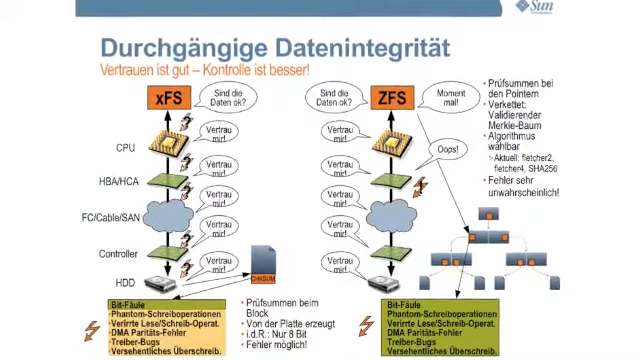 Sun
Durchgängige Datenintegrität
Vertrauen ist gut – Kontrolle ist besser!
xFS
Sind die
Daten ok?
CPU
Vertrau
mir!
HBA/HCA
Vertrau
mir!
FC/Cable/SAN
Vertrau
mir!
Controller
Vertrau
mir!
HDD
Vertrau
mir!
CHKSUM
Bit-Fäule
•Phantom-Schreiboperationen
•Verirrte Lese/Schreib-Operat.
•DMA Paritäts-Fehler
•Treiber-Bugs
•Versehentliches Überschreib.
• Prüfsummen beim
Block
• Von der Platte erzeugt
• i.d.R.: Nur 8 Bit
• Fehler möglich!
Sind die
Daten ok?
ZFS
Moment
mal!
Vertrau
mir!
Oops!
Vertrau
mir!
Vertrau
mir!
Vertrau
mir!
Vertrau
mir!
• Prüfsummen bei
den Pointern
• Verkettet:
Validierender
Merkle-Baum
• Algorithmus
wählbar
> Aktuel: fletcher2,
fletcher4, SHA256
• Fehler sehr
unwahrscheinlich!
Bit-Fäule
•Phantom-Schreiboperationen
•Verirrte Lese/Schreib-Operat.
•DMA Paritäts-Fehler
•Treiber-Bugs
•Versehentliches Überschreib.